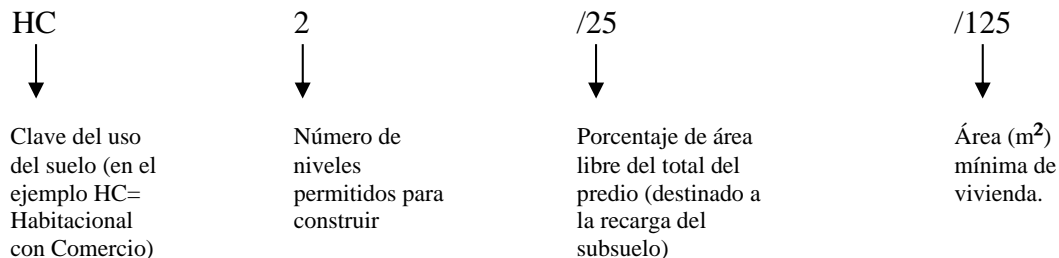 HC 2 /25 /125
Clave del uso
del suelo (en el
ejemplo HC=
Habitacional
con Comercio)
Número de
niveles
permitidos para
construir
Porcentaje de área
libre del total del
predio (destinado a
la recarga del
subsuelo)
Área (m²)
mínima de
vivienda.